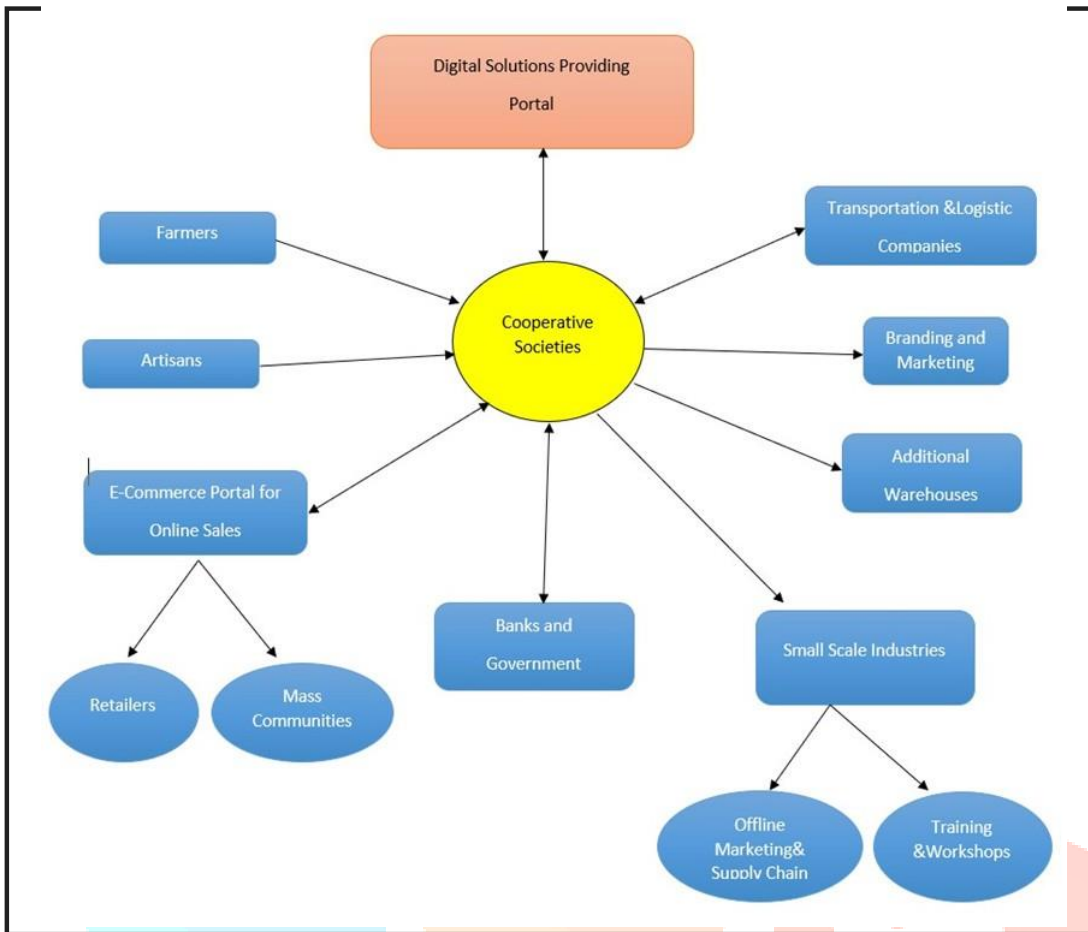 Digital Solutions Providing
Portal
Farmers
Transportation &Logistic
Companies
Cooperative
Societies
Branding and
Marketing
Artisans
Additional
Warehouses
E-Commerce Portal for
Online Sales
Banks and
Government
Small Scale Industries
Retailers
Mass
Communities
Offline
Marketing&
Supply Chain
Training
&Workshops